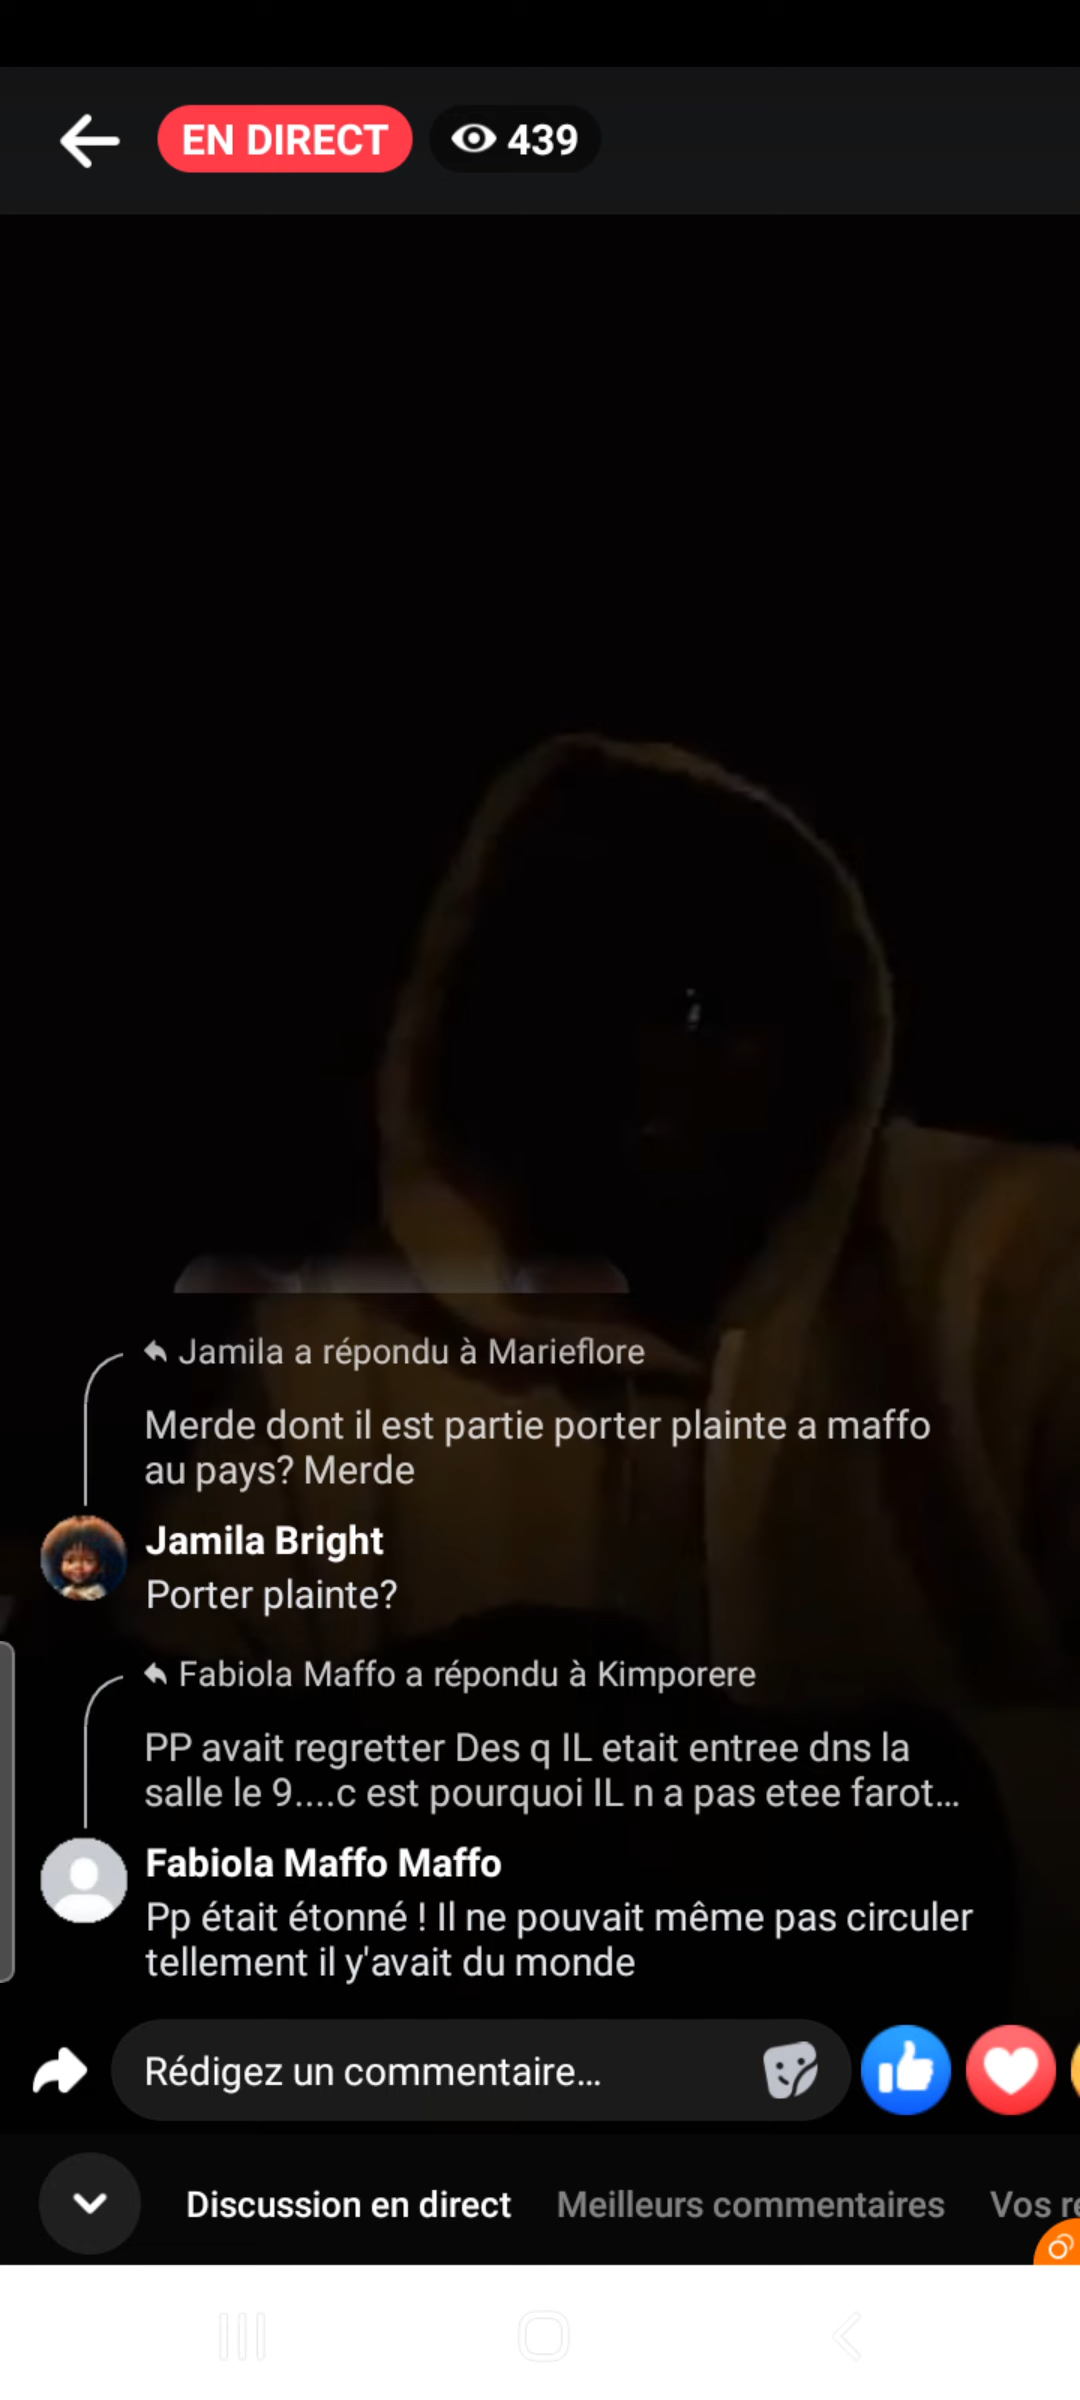 EN DIRECT 439
Jamila a répondu à Marieflore
Merde dont il est partie porter plainte a maffo
au pays? Merde
Jamila Bright
Porter plainte?
Fabiola Maffo a répondu à Kimporere
PP avait regretter Des q IL etait entree dns la
salle le 9....c est pourquoi IL n a pas etee farot...
Fabiola Maffo Maffo
Pp était étonné ! Il ne pouvait même pas circuler
tellement il y'avait du monde
Rédigez un commentaire...
Discussion en direct Meilleurs commentaires Vos